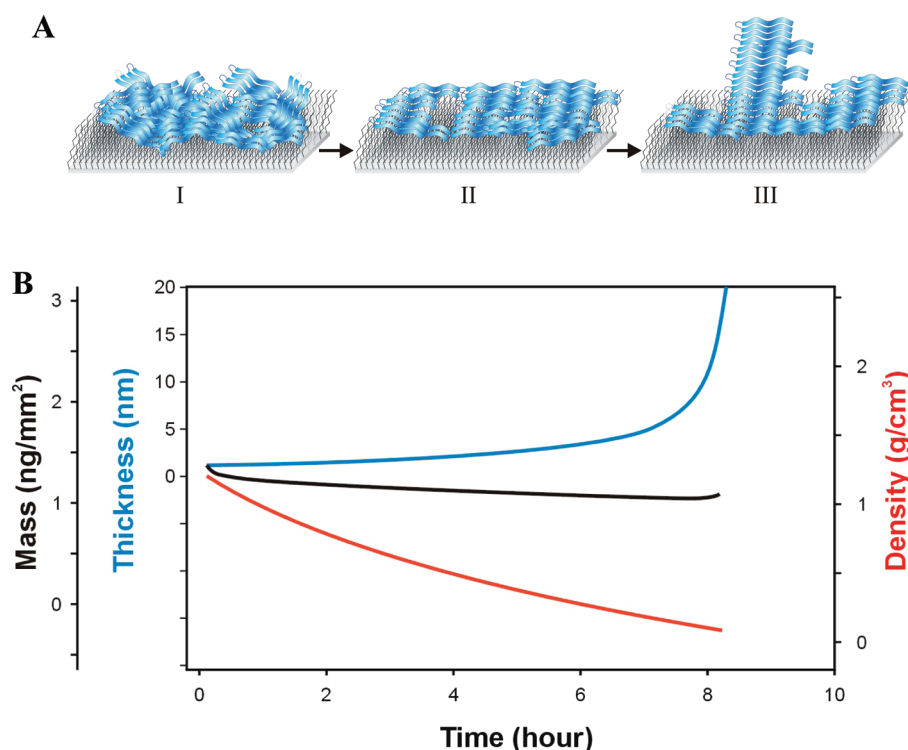 A
I
II
III
B
Mass (ng/mm²)
3
2
1
0
Thickness (nm)
20
15
10
5
0
Density (g/cm³)
2
1
0
0 2 4 6 8 10
Time (hour)